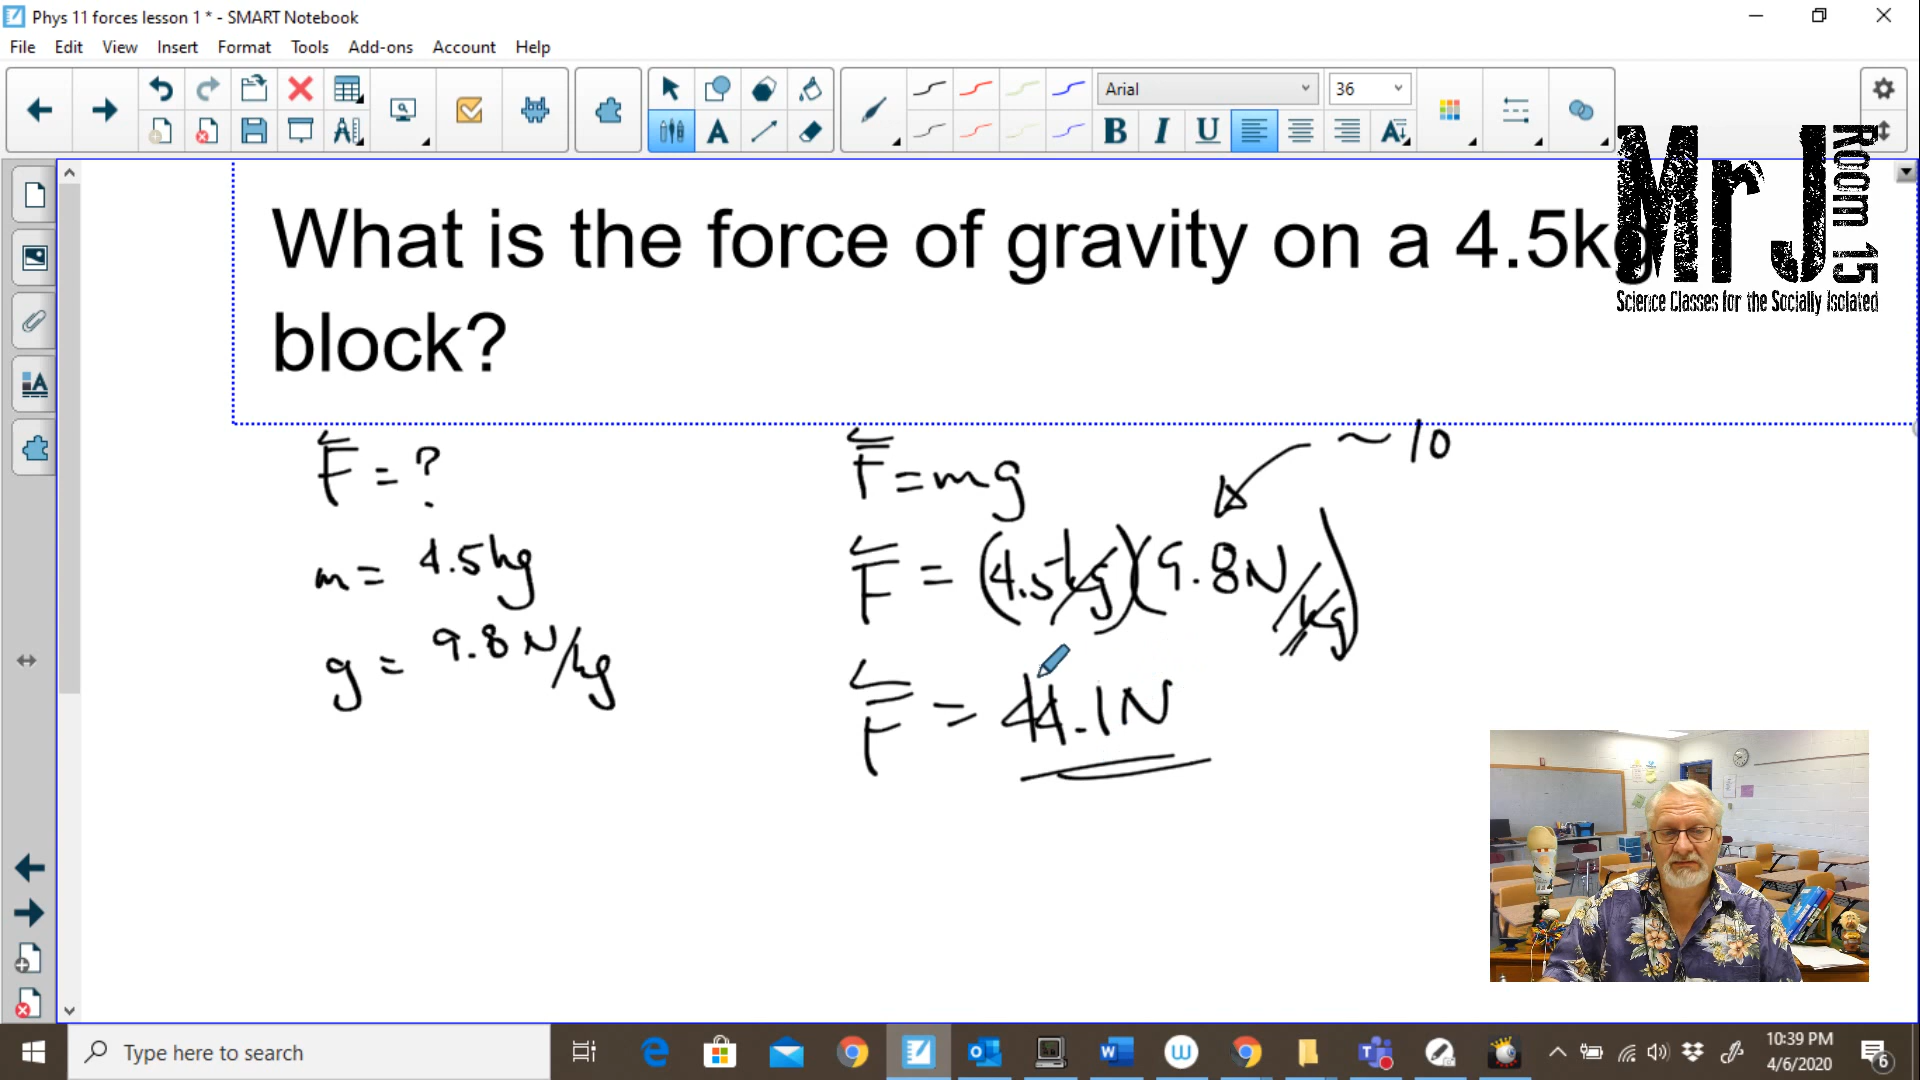 Phys 11 forces lesson 1 * - SMART Notebook
File Edit View Insert Format Tools Add-ons Account Help
Arial 36
B I U
What is the force of gravity on a 4.5kg
block?
Mr J Room 15
Science Classes for the Socially Isolated
F = ?
m = 4.5kg
g = 9.8 N/kg
F = mg
~ 10
F = (4.5kg)(9.8N/kg)
F = 44.1N
Type here to search
10:39 PM
4/6/2020
6